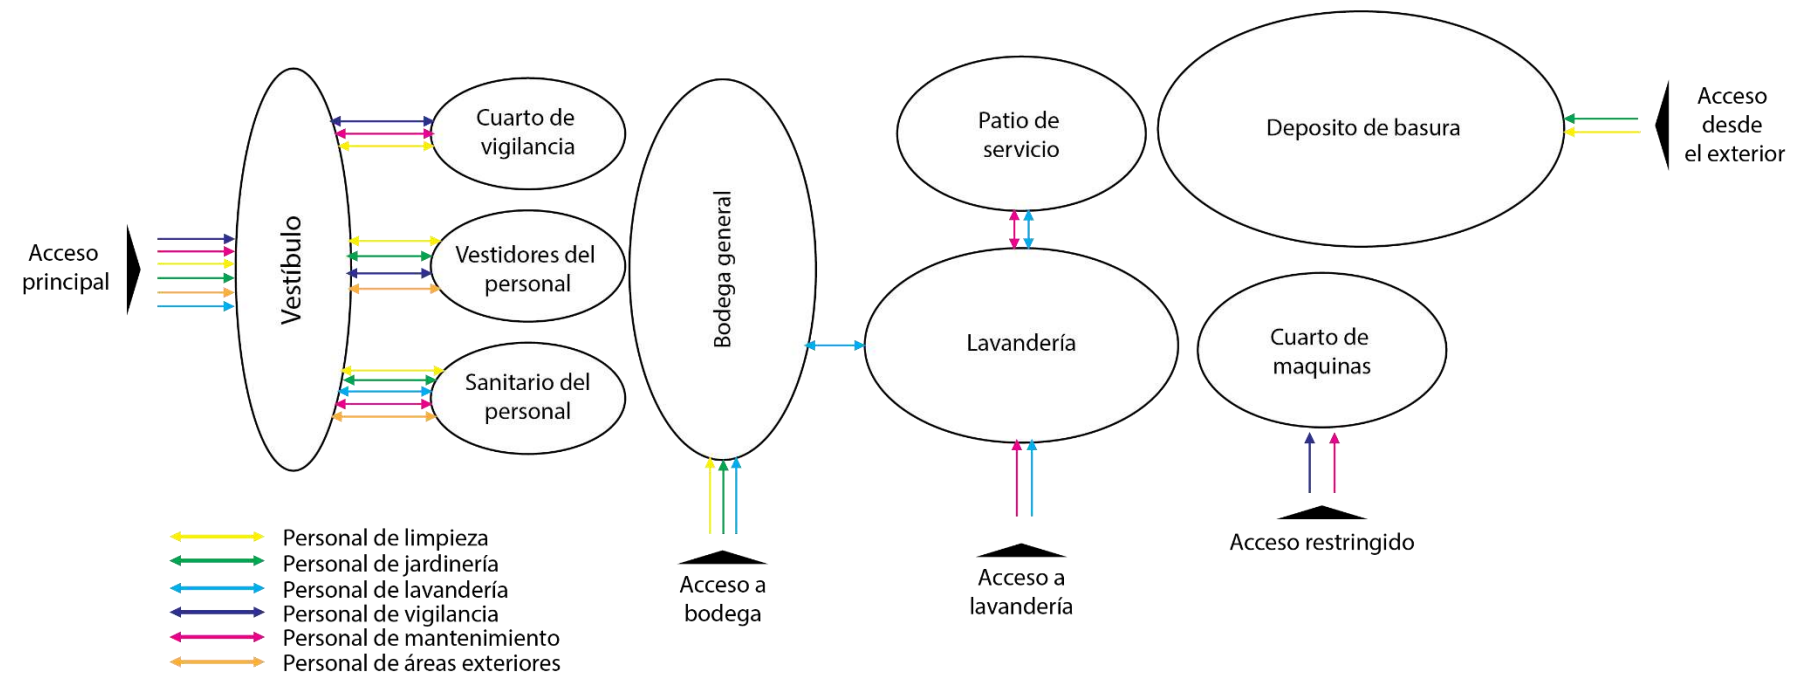 Acceso
principal
Vestíbulo
Cuarto de
vigilancia
Vestidores del
personal
Sanitario del
personal
Bodega general
Patio de
servicio
Lavandería
Deposito de basura
Cuarto de
maquinas
Acceso
desde
el exterior
Acceso restringido
Acceso a
bodega
Acceso a
lavandería
Personal de limpieza
Personal de jardinería
Personal de lavandería
Personal de vigilancia
Personal de mantenimiento
Personal de áreas exteriores